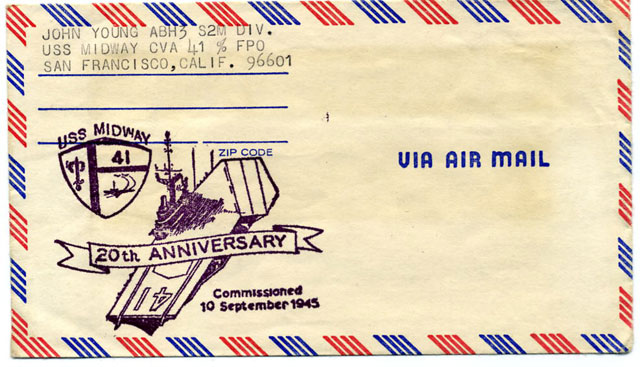 JOHN YOUNG ABH3 S2M DIV.
USS MIDWAY CVA 41 % FPO
SAN FRANCISCO,CALIF. 96601
ZIP CODE
VIA AIR MAIL
USS MIDWAY
41
20th ANNIVERSARY
41
Commissioned
10 September 1945